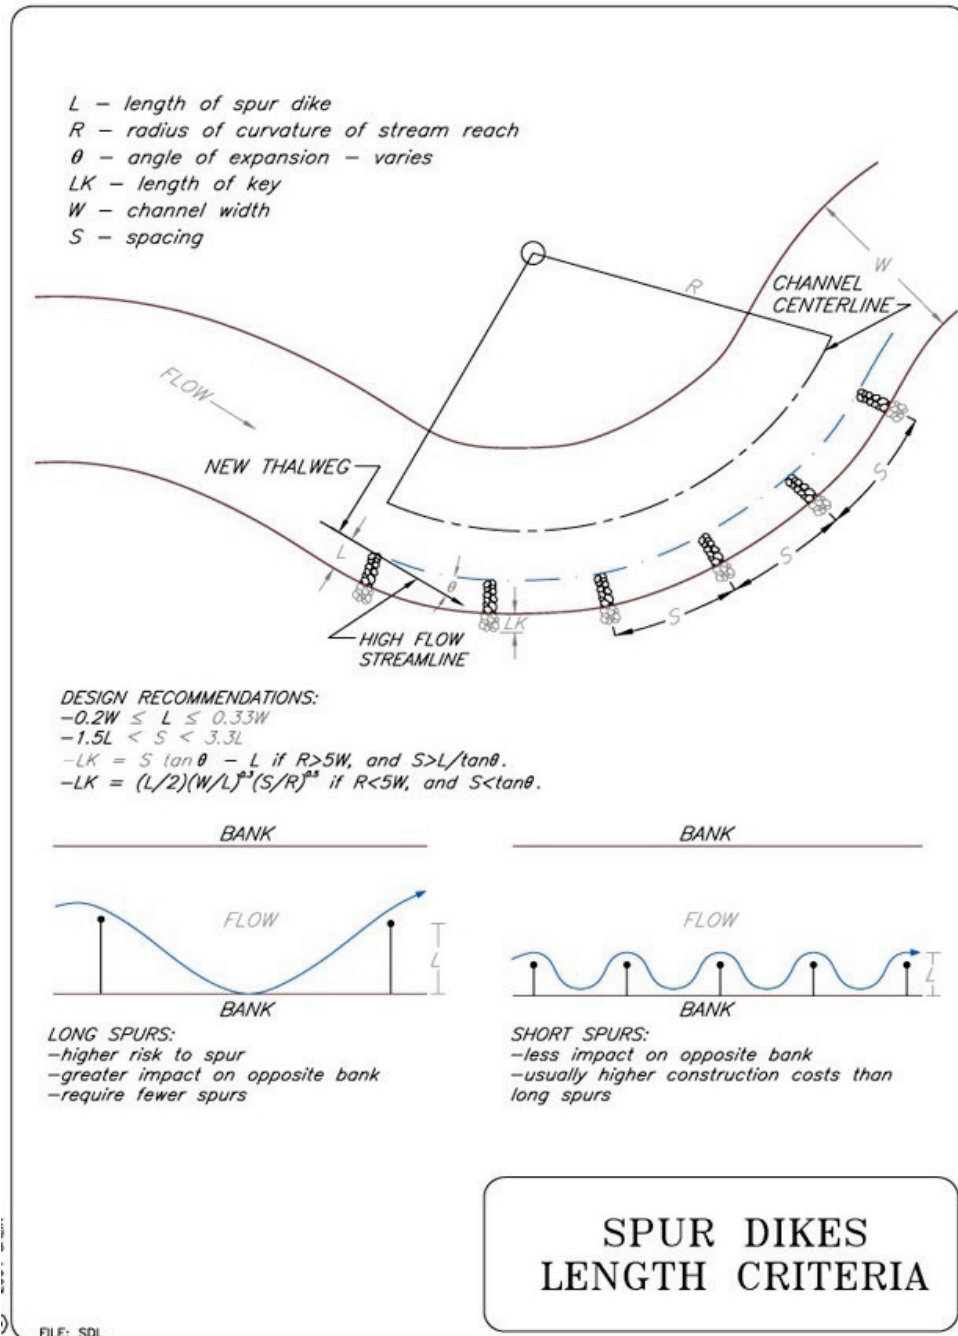 L – length of spur dike
R – radius of curvature of stream reach
θ – angle of expansion – varies
LK – length of key
W – channel width
S – spacing
W
R
CHANNEL
CENTERLINE
FLOW
NEW THALWEG
L
θ
LK
S
S
S
HIGH FLOW
STREAMLINE
DESIGN RECOMMENDATIONS:
–0.2W ≤ L ≤ 0.33W
–1.5L < S < 3.3L
–LK = S tanθ – L if R>5W, and S>L/tanθ.
–LK = (L/2)(W/L)^0.3(S/R)^0.5 if R<5W, and S<tanθ.
BANK
FLOW
L
BANK
LONG SPURS:
–higher risk to spur
–greater impact on opposite bank
–require fewer spurs
BANK
FLOW
L
BANK
SHORT SPURS:
–less impact on opposite bank
–usually higher construction costs than
long spurs
SPUR DIKES
LENGTH CRITERIA
FILE: SDL